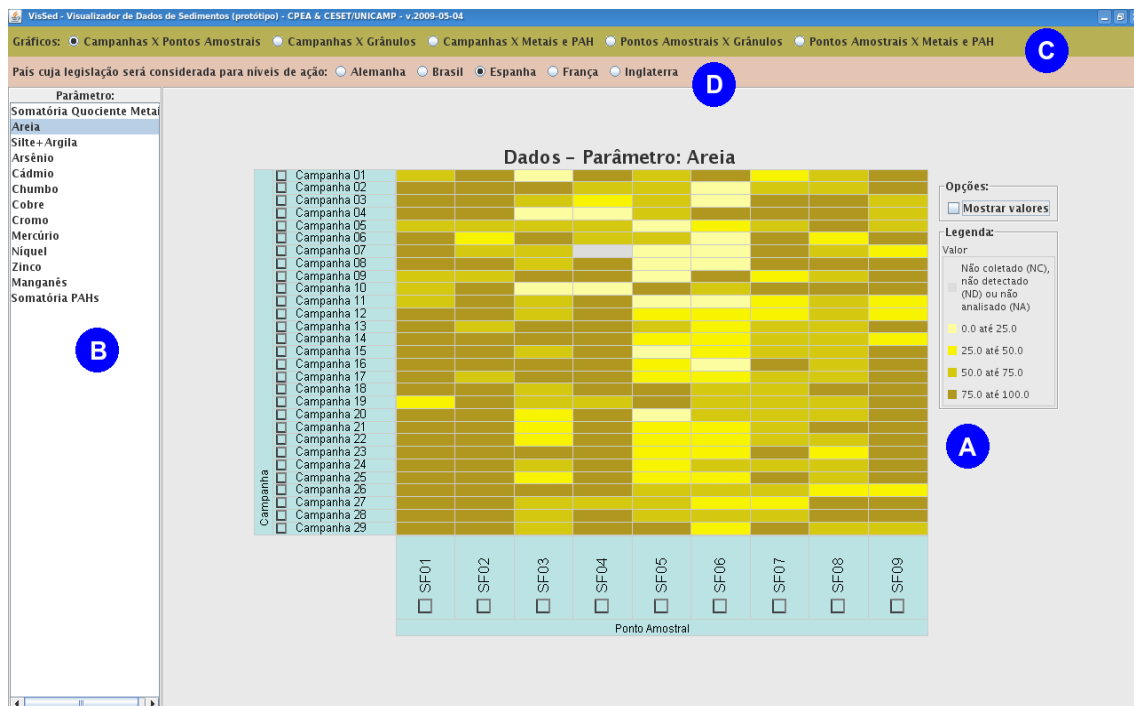 VisSed - Visualizador de Dados de Sedimentos (protótipo) - CPEA & CESET/UNICAMP - v.2009-05-04
Gráficos: Campanhas X Pontos Amostrais Campanhas X Grânulos Campanhas X Metais e PAH Pontos Amostrais X Grânulos Pontos Amostrais X Metais e PAH
C
País cuja legislação será considerada para níveis de ação: Alemanha Brasil Espanha França Inglaterra
D
Parâmetro:
Somatória Quociente Metai
Areia
Silte+Argila
Arsênio
Cádmio
Chumbo
Cobre
Cromo
Mercúrio
Níquel
Zinco
Manganês
Somatória PAHs
B
Dados - Parâmetro: Areia
Campanha 01
Campanha 02
Campanha 03
Campanha 04
Campanha 05
Campanha 06
Campanha 07
Campanha 08
Campanha 09
Campanha 10
Campanha 11
Campanha 12
Campanha 13
Campanha 14
Campanha 15
Campanha 16
Campanha 17
Campanha 18
Campanha 19
Campanha 20
Campanha 21
Campanha 22
Campanha 23
Campanha 24
Campanha 25
Campanha 26
Campanha 27
Campanha 28
Campanha 29
Campanha
SF01 SF02 SF03 SF04 SF05 SF06 SF07 SF08 SF09
Ponto Amostral
Opções:
Mostrar valores
Legenda:
Valor
Não coletado (NC),
não detectado
(ND) ou não
analisado (NA)
0.0 até 25.0
25.0 até 50.0
50.0 até 75.0
75.0 até 100.0
A